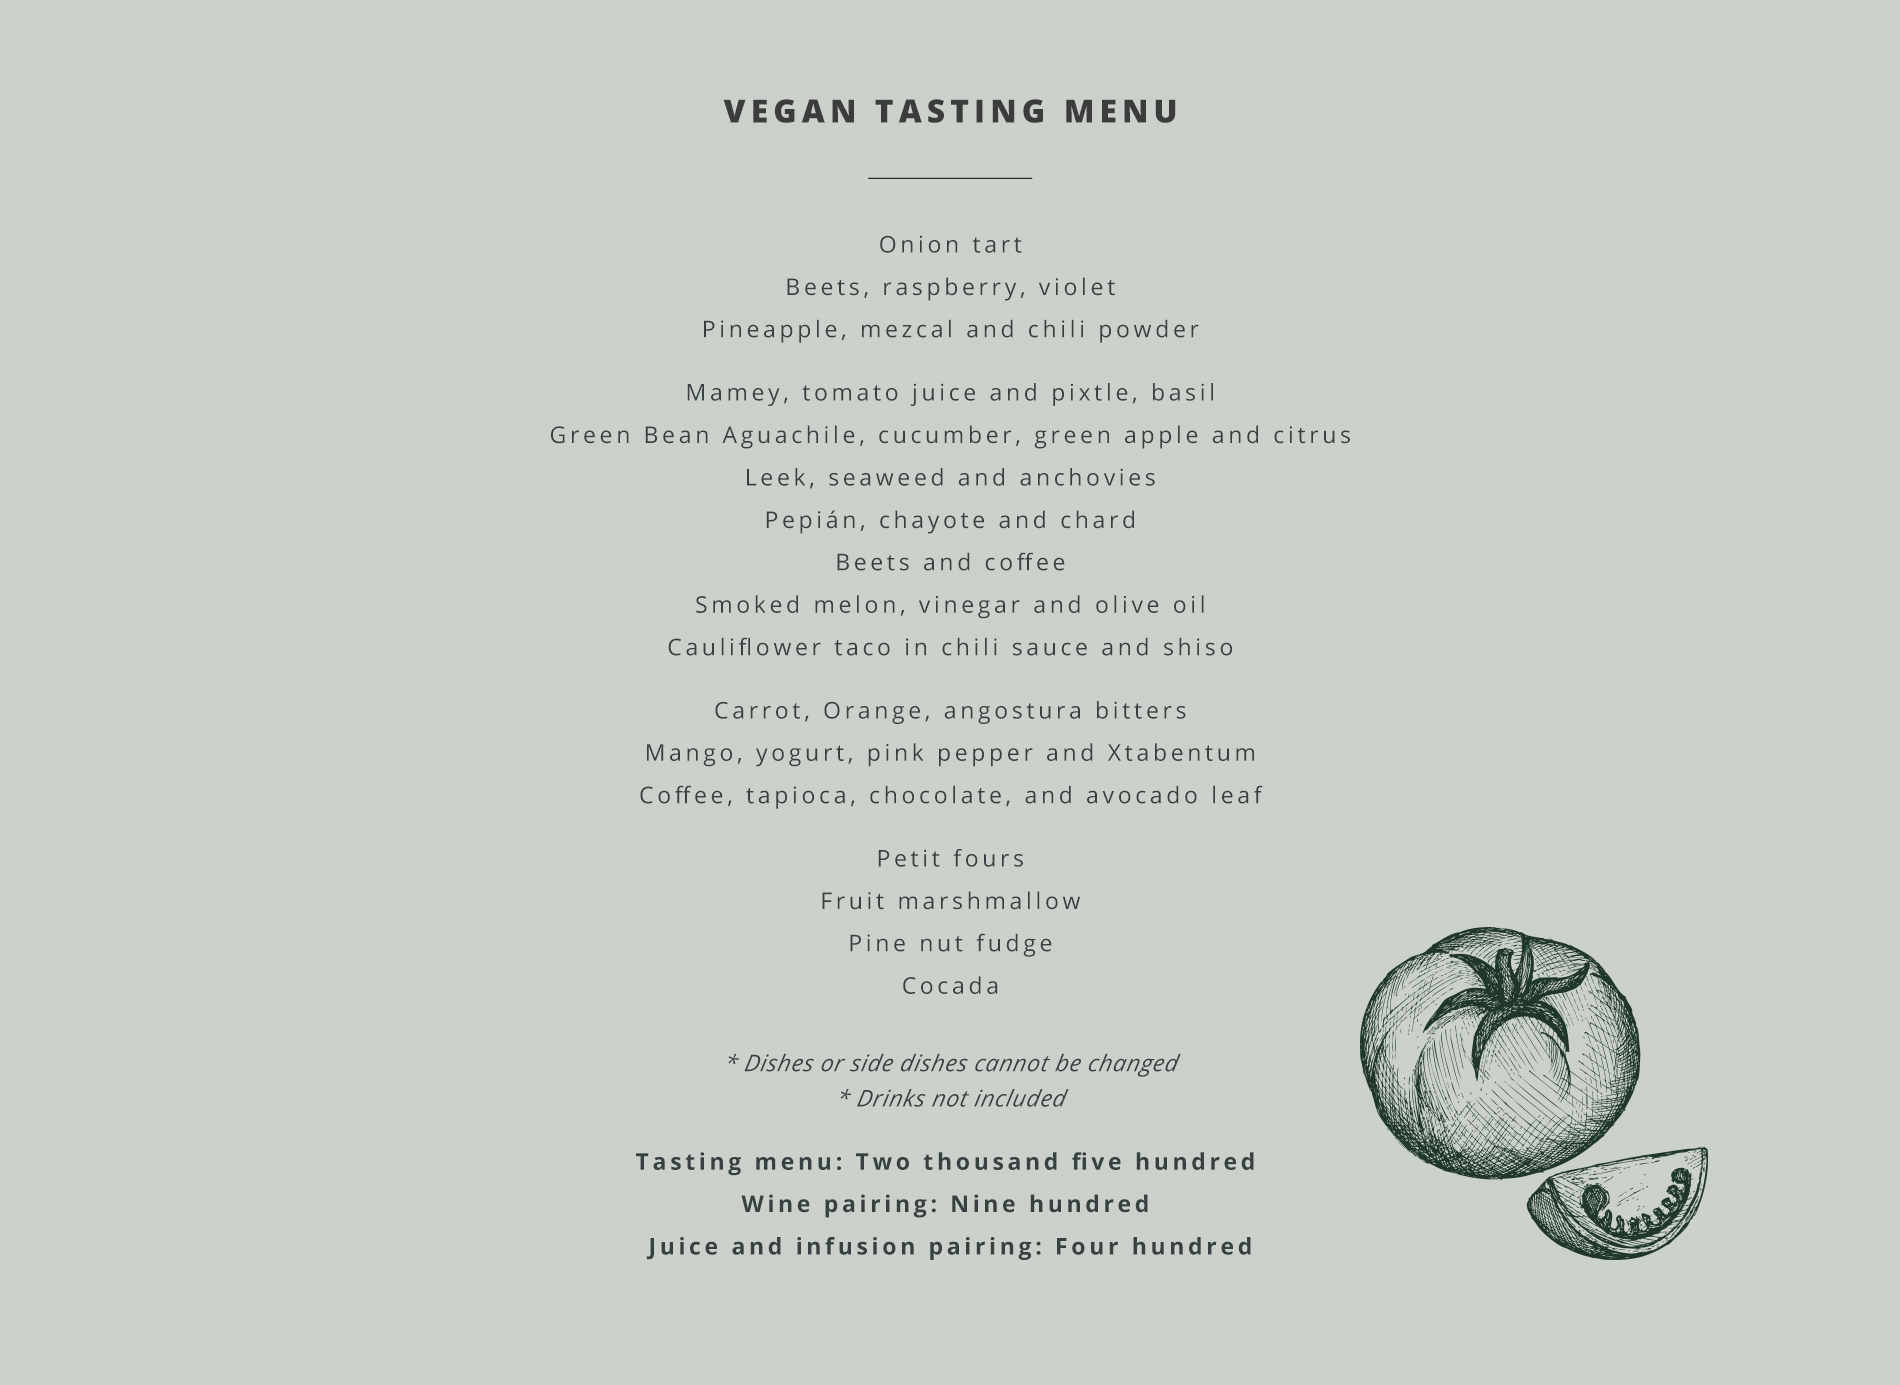 VEGAN TASTING MENU
Onion tart
Beets, raspberry, violet
Pineapple, mezcal and chili powder
Mamey, tomato juice and pixtle, basil
Green Bean Aguachile, cucumber, green apple and citrus
Leek, seaweed and anchovies
Pepián, chayote and chard
Beets and coffee
Smoked melon, vinegar and olive oil
Cauliflower taco in chili sauce and shiso
Carrot, Orange, angostura bitters
Mango, yogurt, pink pepper and Xtabentum
Coffee, tapioca, chocolate, and avocado leaf
Petit fours
Fruit marshmallow
Pine nut fudge
Cocada
* Dishes or side dishes cannot be changed
* Drinks not included
Tasting menu: Two thousand five hundred
Wine pairing: Nine hundred
Juice and infusion pairing: Four hundred